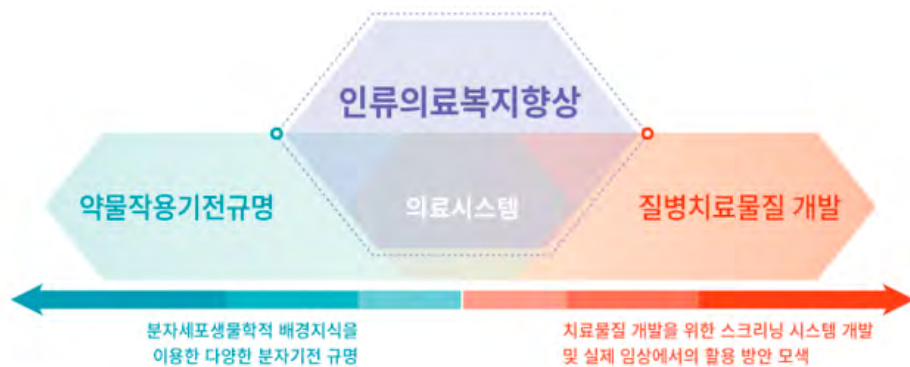 인류의료복지향상
약물작용기전규명
의료시스템
질병치료물질 개발
분자세포생물학적 배경지식을
이용한 다양한 분자기전 규명
치료물질 개발을 위한 스크리닝 시스템 개발
및 실제 임상에서의 활용 방안 모색